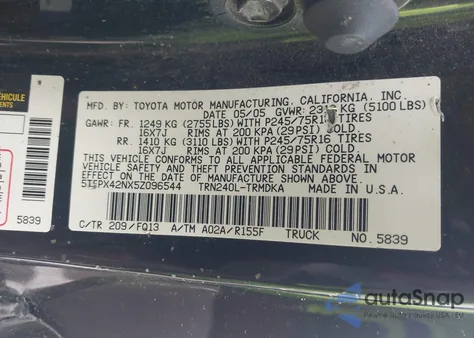 VÉHICULE
ENTS
5839
MFD. BY: TOYOTA MOTOR MANUFACTURING, CALIFORNIA, INC.
DATE 05/05 GVWR: KG (5100LBS)
GAWR: FR. 1249 KG (2755LBS) WITH P245/75R16 TIRES
16X7J RIMS AT 200 KPA (29PSI) COLD
RR. 1410 KG (3110 LBS) WITH P245/75R16 TIRES
16X7J RIMS AT 200 KPA (29PSI) COLD
THIS VEHICLE CONFORMS TO ALL APPLICABLE FEDERAL MOTOR
VEHICLE SAFETY AND THEFT PREVENTION STANDARDS IN
EFFECT ON THE DATE OF MANUFACTURE SHOWN ABOVE.
5TEPX42NX5Z096544 TRN240L-TRMDKA MADE IN U.S.A.
C/TR 209/FQ13 A/TM A02A/R155F TRUCK NO. 5839
autoSnap